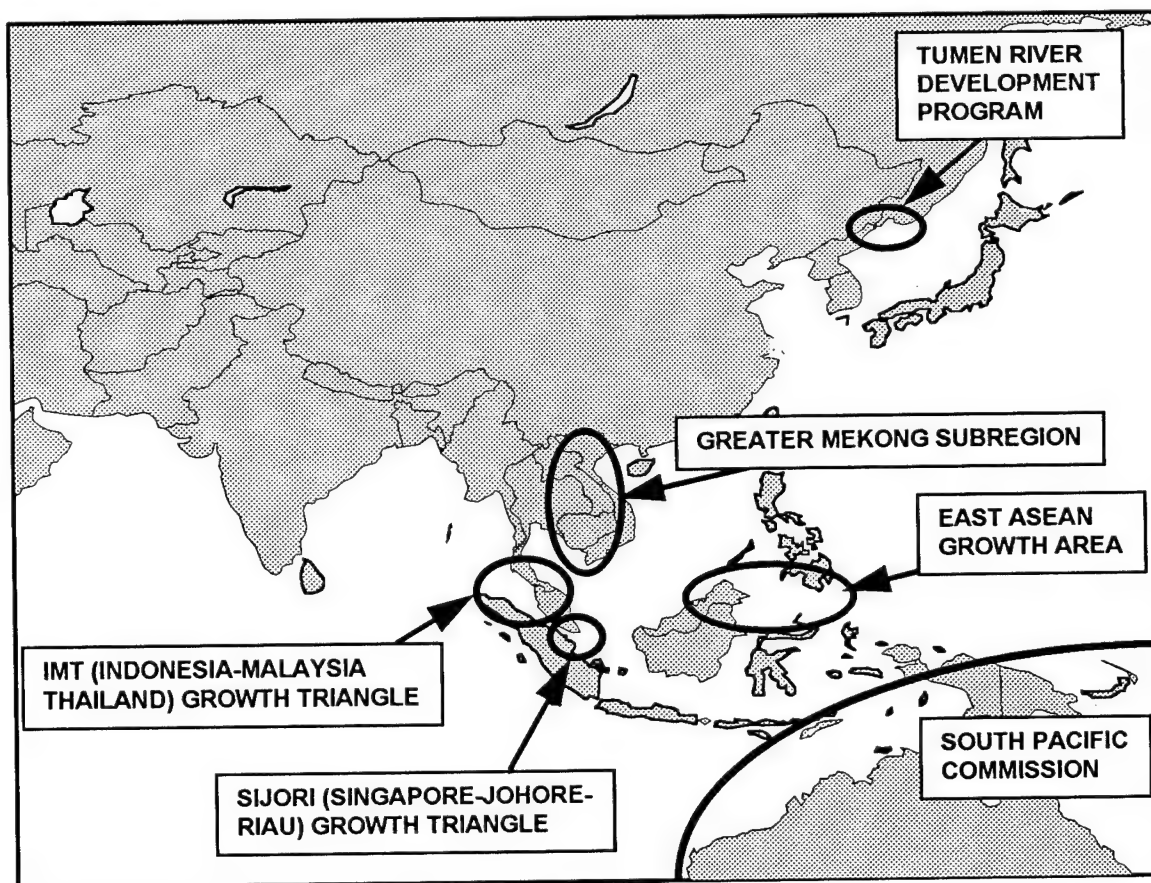 TUMEN RIVER
DEVELOPMENT
PROGRAM
GREATER MEKONG SUBREGION
EAST ASEAN
GROWTH AREA
IMT (INDONESIA-MALAYSIA
THAILAND) GROWTH TRIANGLE
SIJORI (SINGAPORE-JOHORE-
RIAU) GROWTH TRIANGLE
SOUTH PACIFIC
COMMISSION